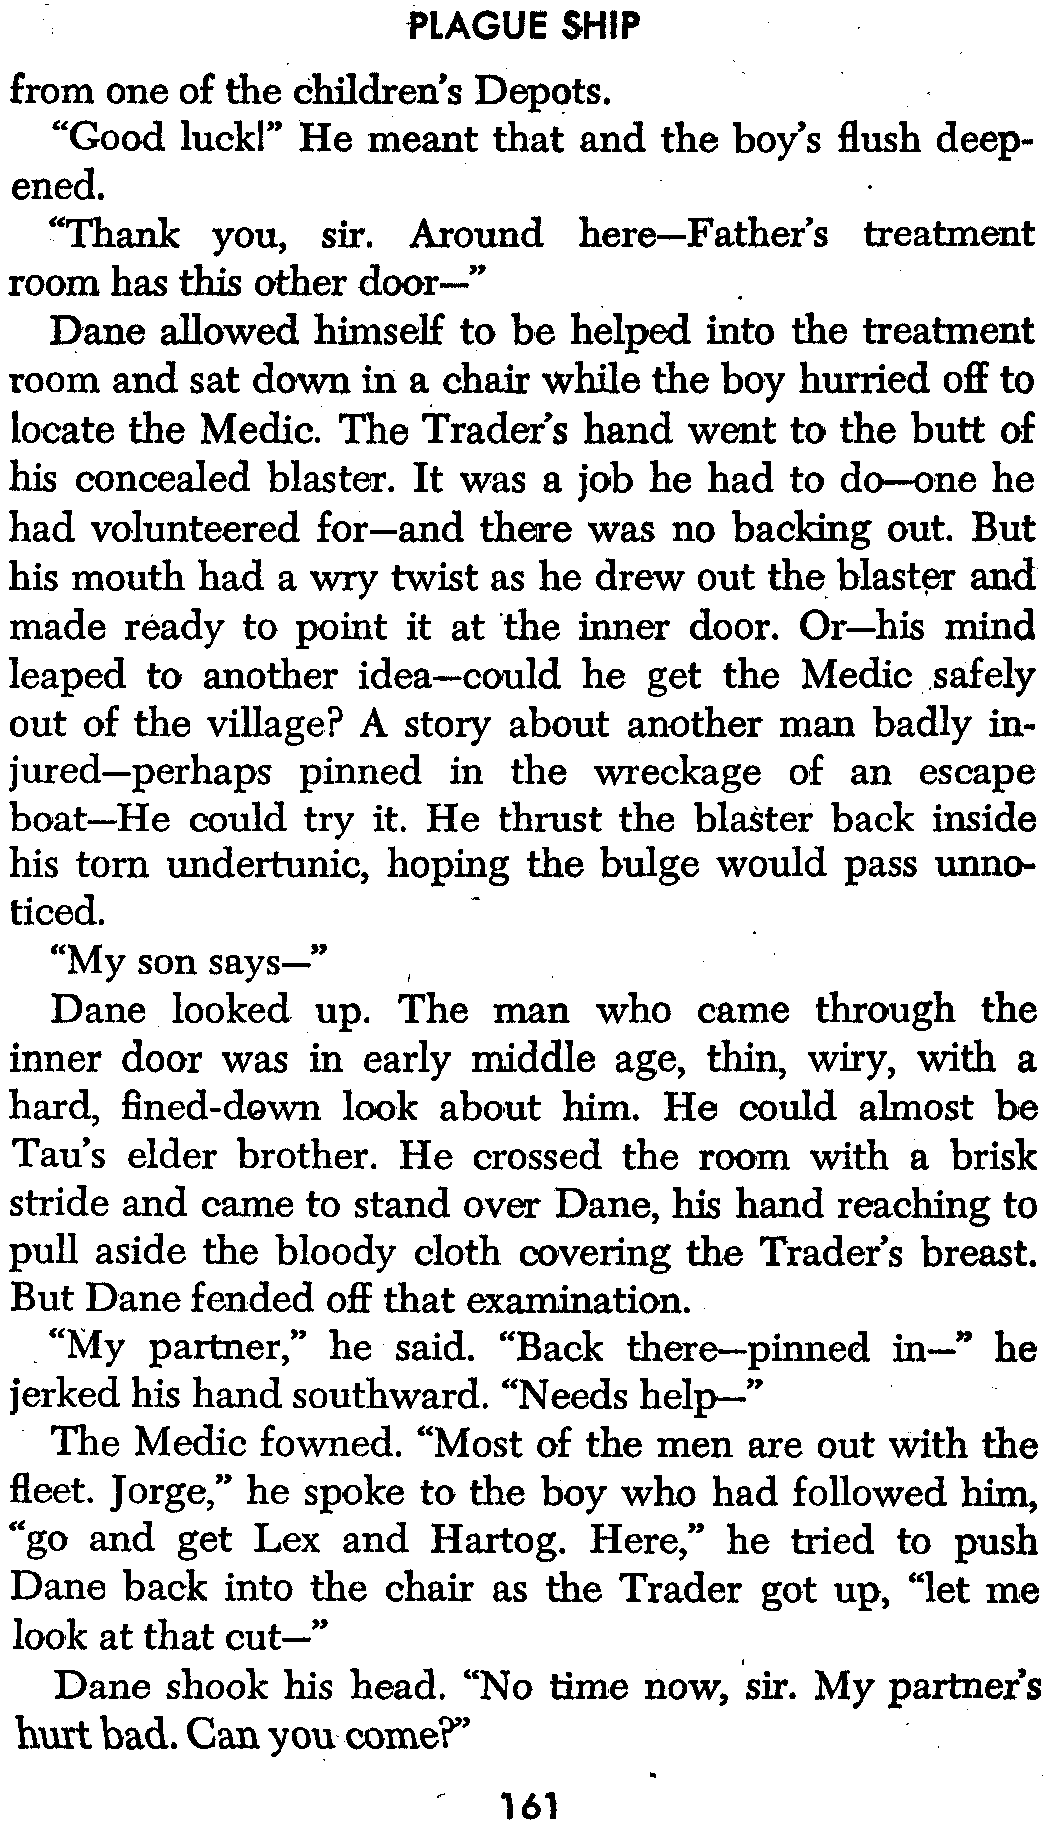 PLAGUE SHIP
from one of the children's Depots.
"Good luck!" He meant that and the boy's flush deep-
ened.
"Thank you, sir. Around here—Father's treatment
room has this other door—"
Dane allowed himself to be helped into the treatment
room and sat down in a chair while the boy hurried off to
locate the Medic. The Trader's hand went to the butt of
his concealed blaster. It was a job he had to do—one he
had volunteered for—and there was no backing out. But
his mouth had a wry twist as he drew out the blaster and
made ready to point it at the inner door. Or—his mind
leaped to another idea—could he get the Medic safely
out of the village? A story about another man badly in-
jured—perhaps pinned in the wreckage of an escape
boat—He could try it. He thrust the blaster back inside
his torn undertunic, hoping the bulge would pass unno-
ticed.
"My son says—"
Dane looked up. The man who came through the
inner door was in early middle age, thin, wiry, with a
hard, fined-down look about him. He could almost be
Tau's elder brother. He crossed the room with a brisk
stride and came to stand over Dane, his hand reaching to
pull aside the bloody cloth covering the Trader's breast.
But Dane fended off that examination.
"My partner," he said. "Back there—pinned in—" he
jerked his hand southward. "Needs help—"
The Medic fowned. "Most of the men are out with the
fleet. Jorge," he spoke to the boy who had followed him,
"go and get Lex and Hartog. Here," he tried to push
Dane back into the chair as the Trader got up, "let me
look at that cut—"
Dane shook his head. "No time now, sir. My partner's
hurt bad. Can you come?"
161